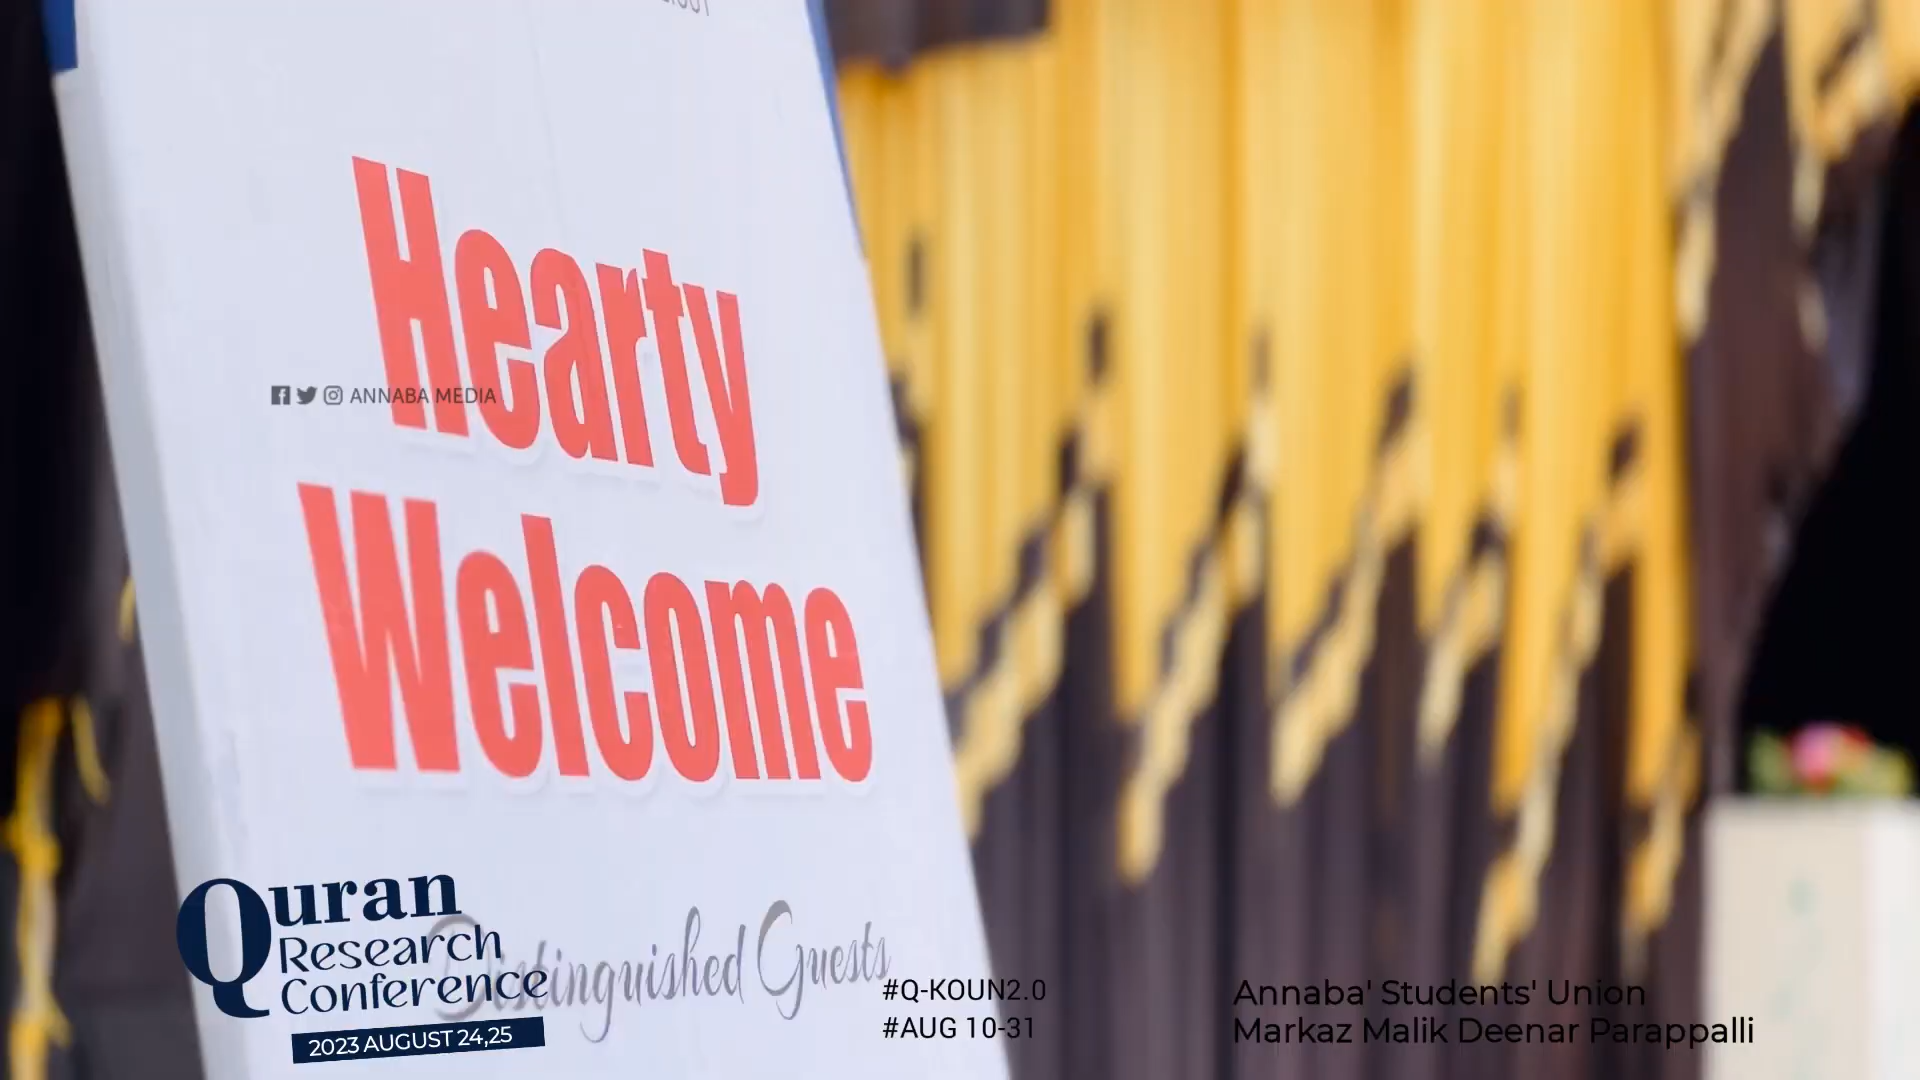 Hearty
ANNABA MEDIA
Welcome
Quran
Research
Conference
2023 AUGUST 24,25
Distinguished Guests
#Q-KOUN2.0
#AUG 10-31
Annaba' Students' Union
Markaz Malik Deenar Parappalli